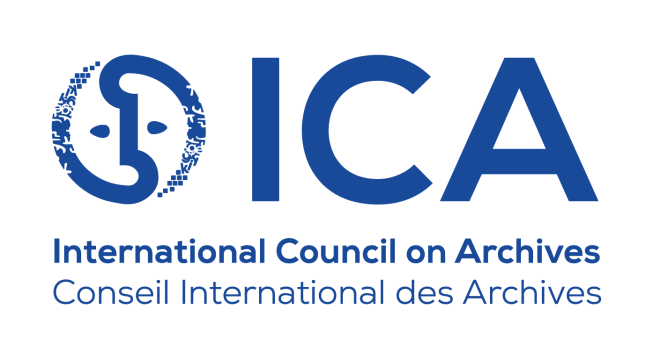 ICA
International Council on Archives
Conseil International des Archives